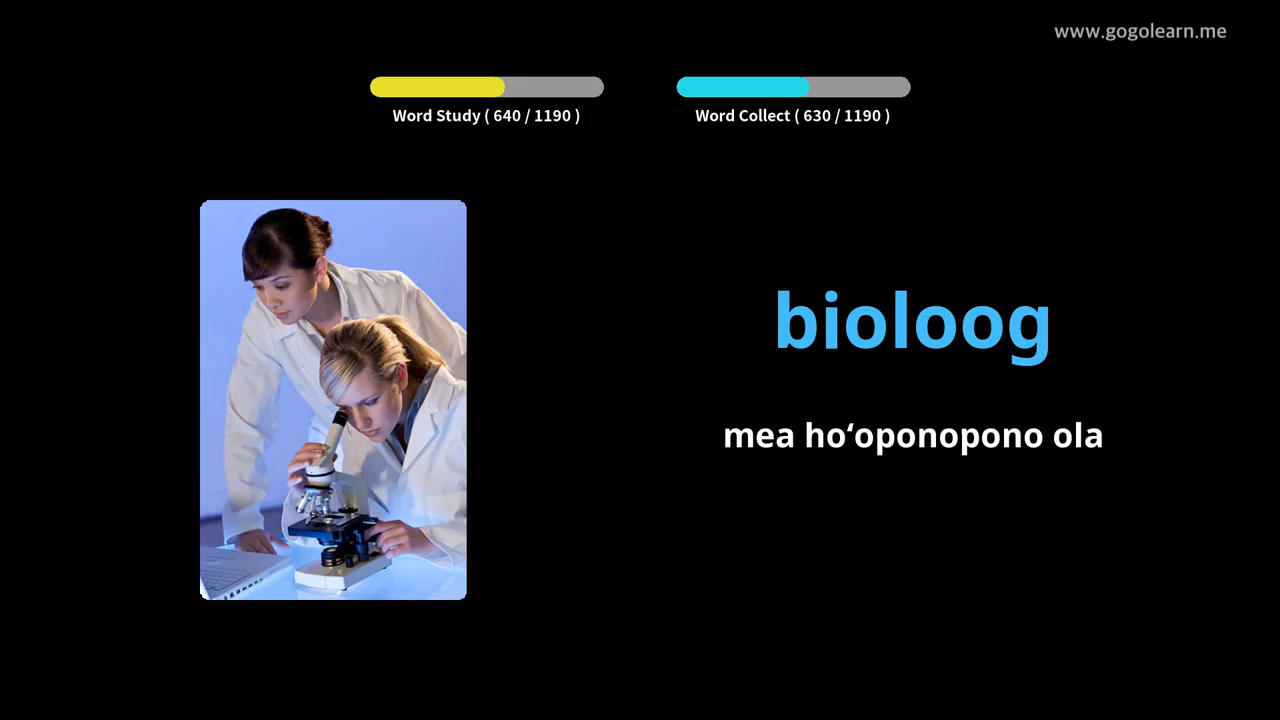 www.gogolearn.me
Word Study ( 640 / 1190 )
Word Collect ( 630 / 1190 )
bioloog
mea hoʻoponopono ola